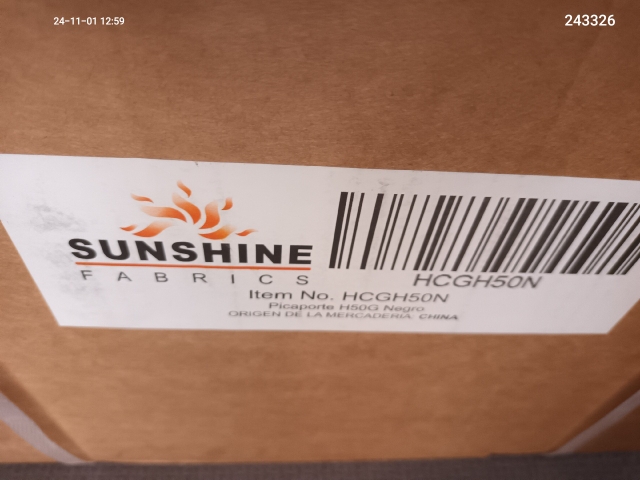 24-11-01 12:59
243326
SUNSHINE
FABRICS
HCGH50N
Item No. HCGH50N
Picaporte H50G Negro
ORIGEN DE LA MERCADERIA: CHINA